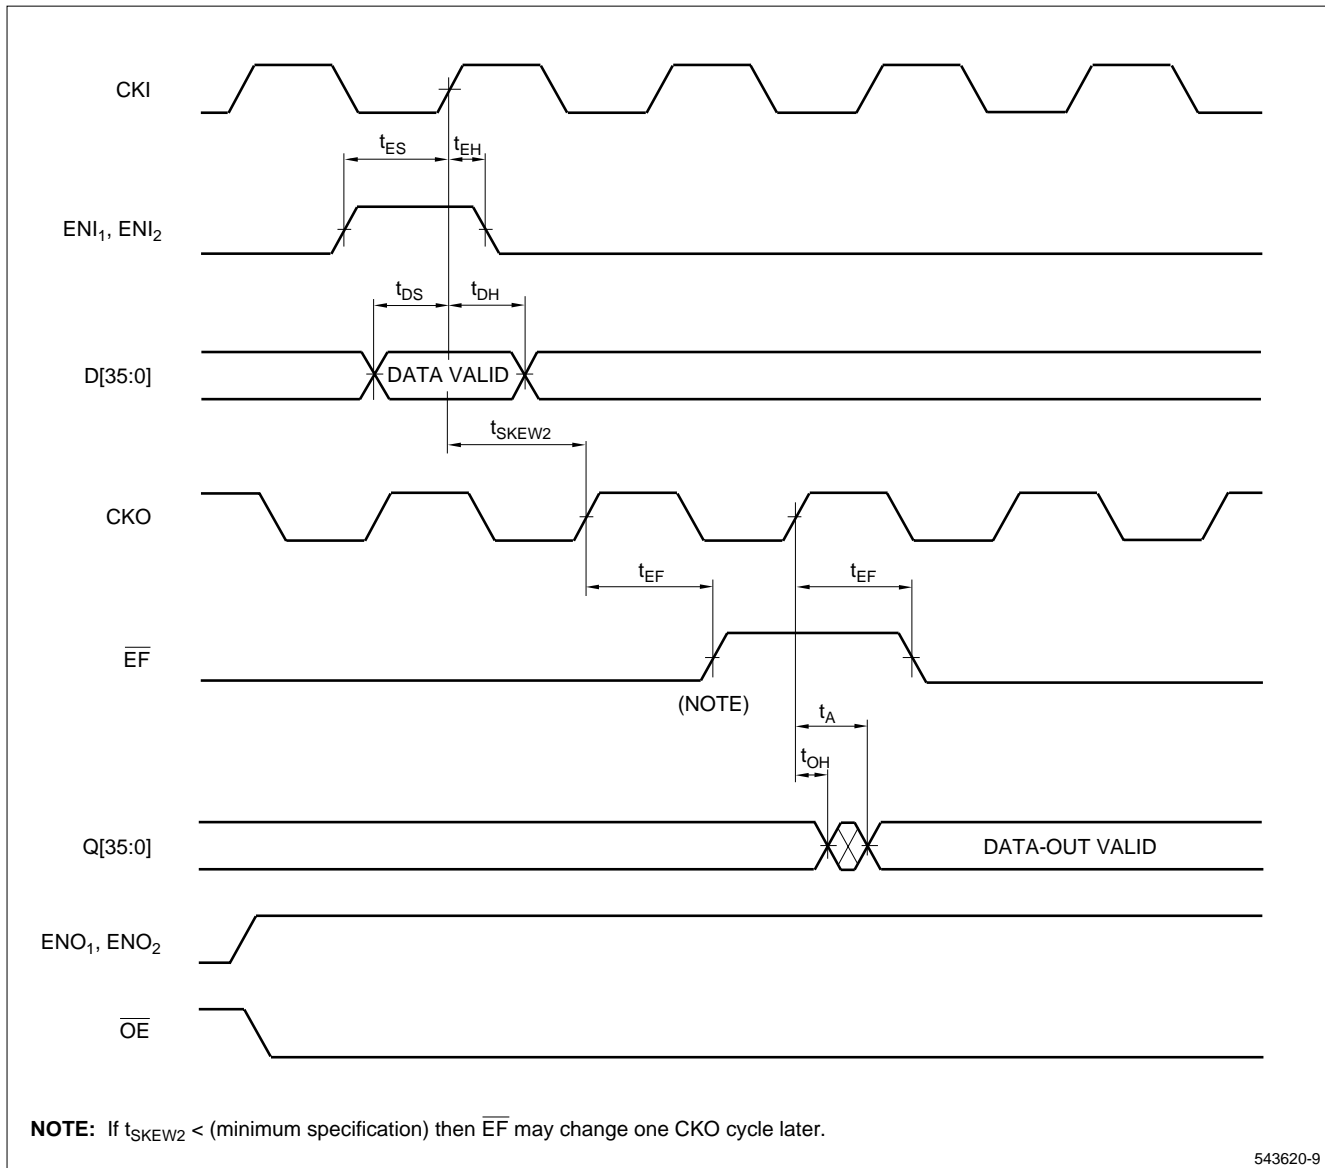 CKI
tES
tEH
ENI1, ENI2
tDS
tDH
D[35:0]
DATA VALID
tSKEW2
CKO
tEF
tEF
EF
(NOTE)
tA
tOH
Q[35:0]
DATA-OUT VALID
ENO1, ENO2
OE
NOTE: If tSKEW2 < (minimum specification) then EF may change one CKO cycle later.
543620-9